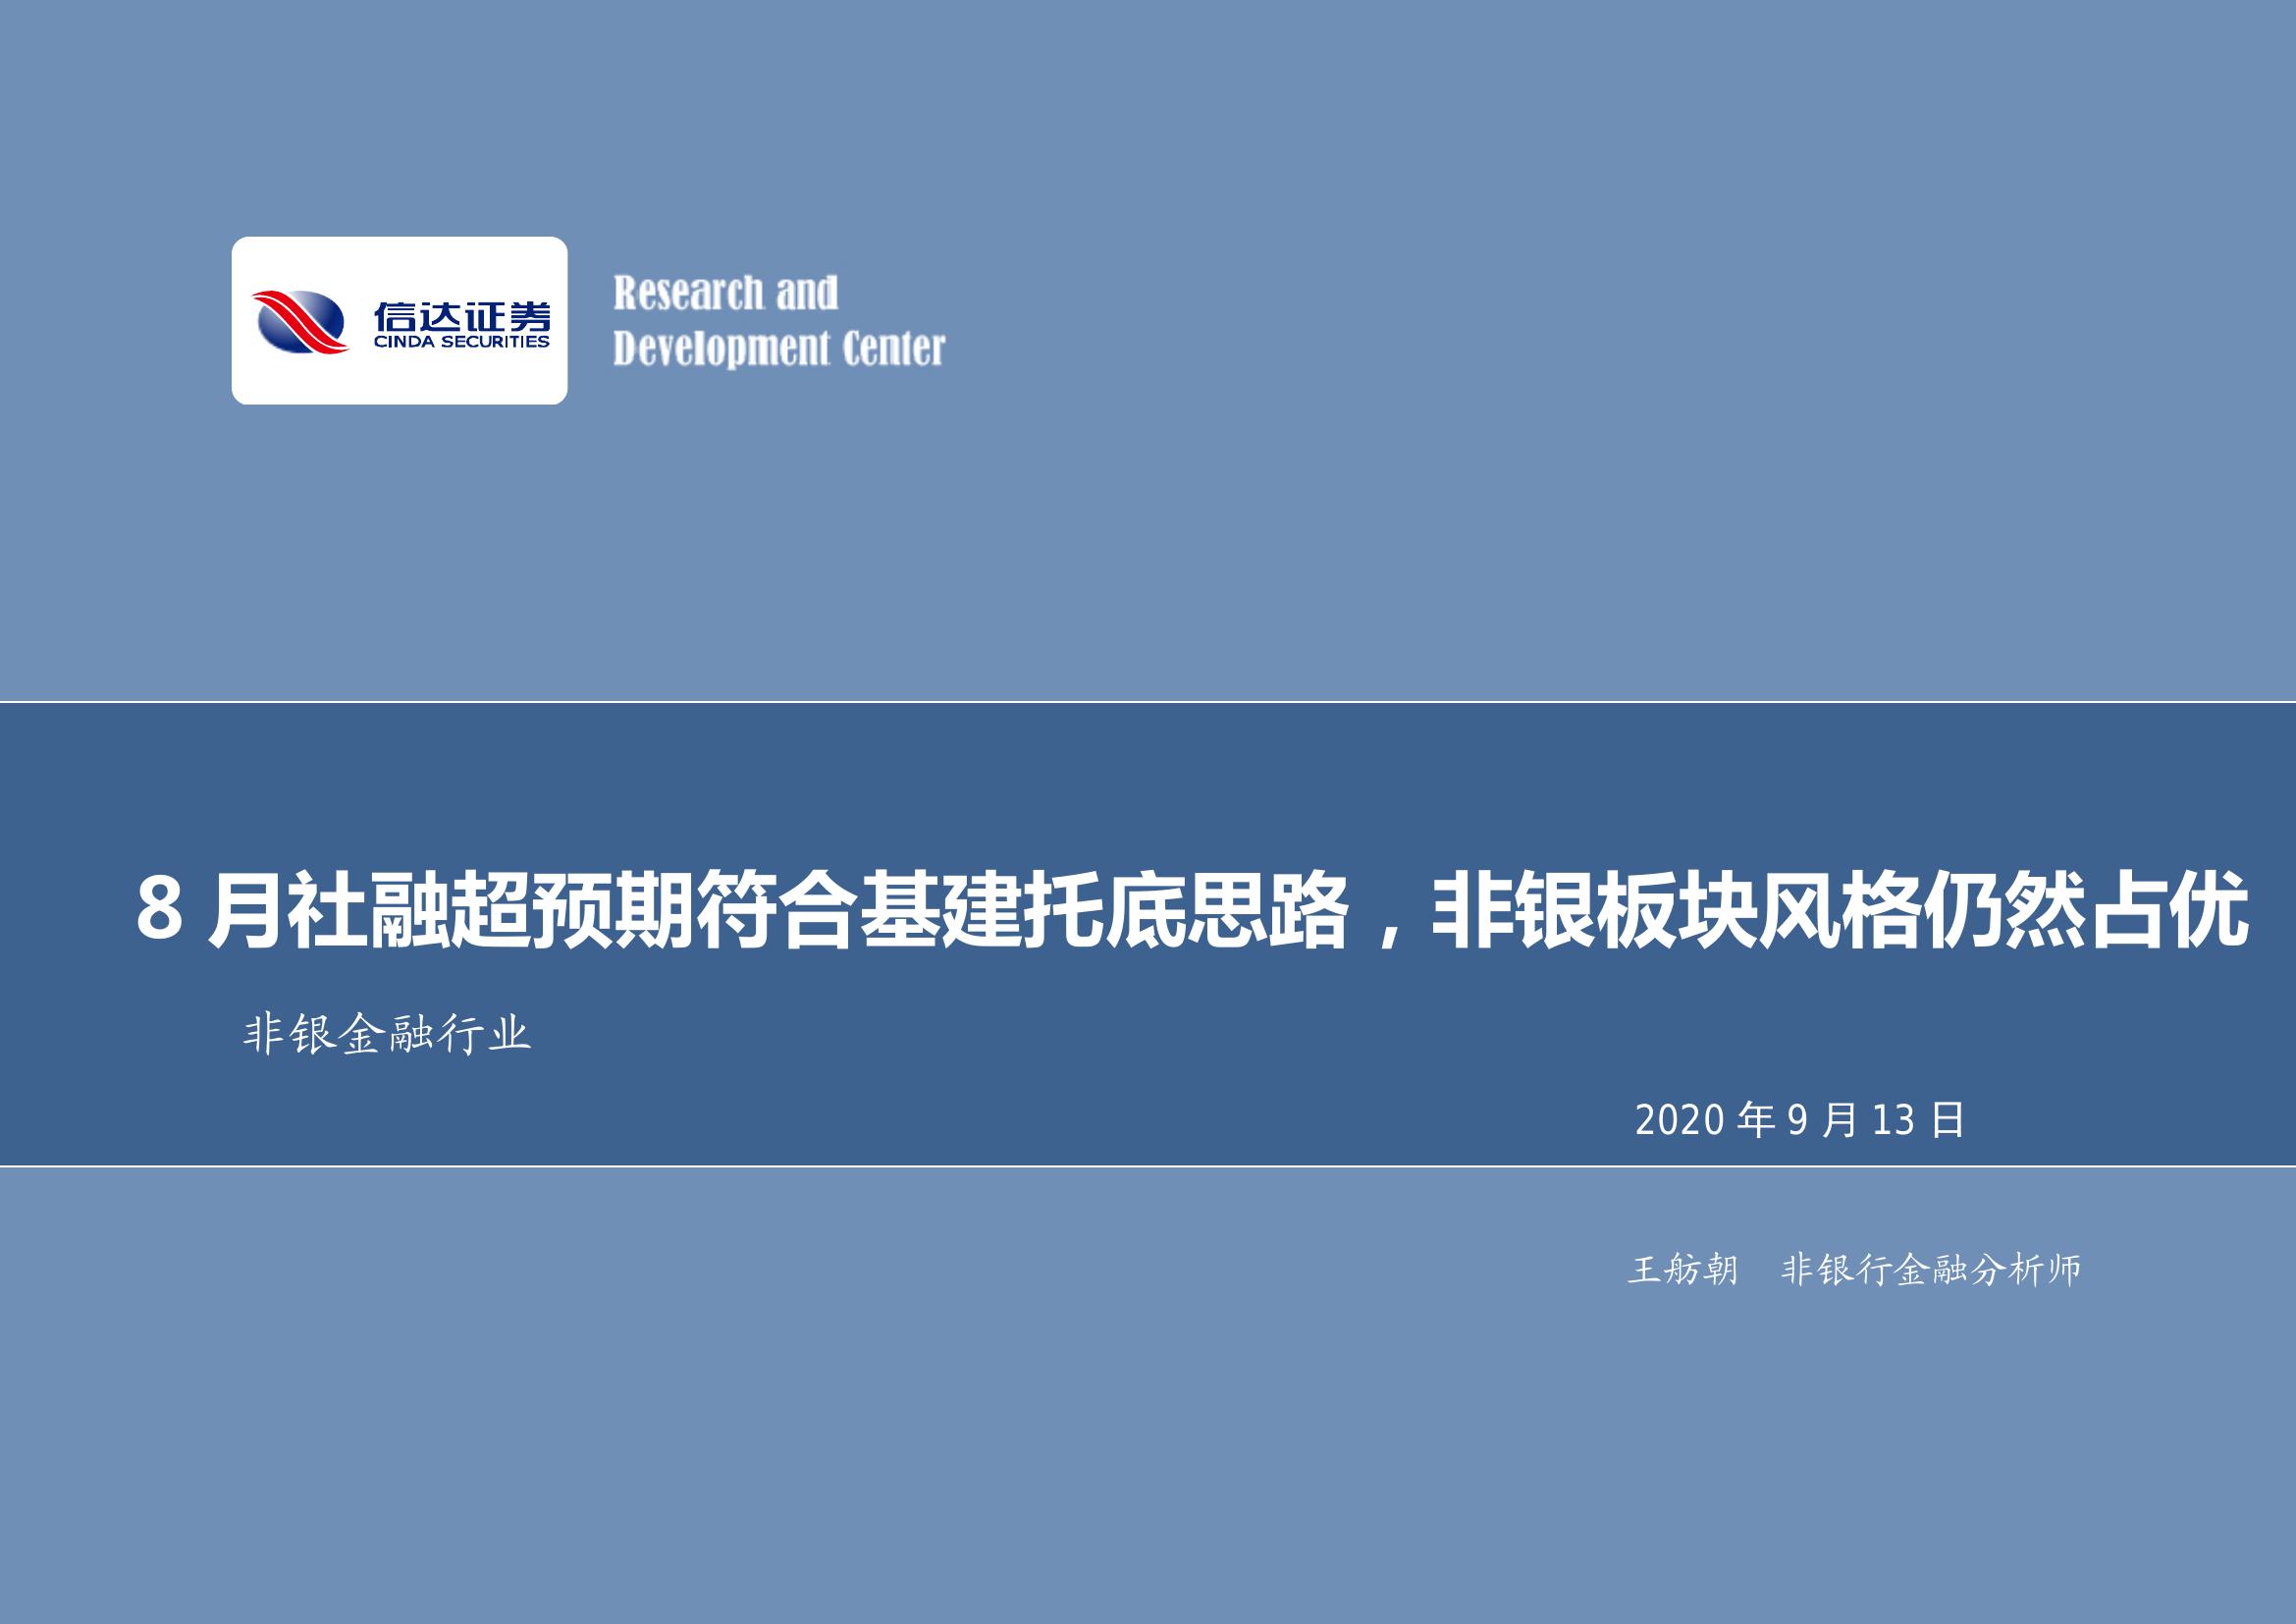 信达证券
CINDA SECURITIES
Research and
Development Center
8 月社融超预期符合基建托底思路，非银板块风格仍然占优
非银金融行业
2020 年 9 月 13 日
王舫朝 非银行金融分析师